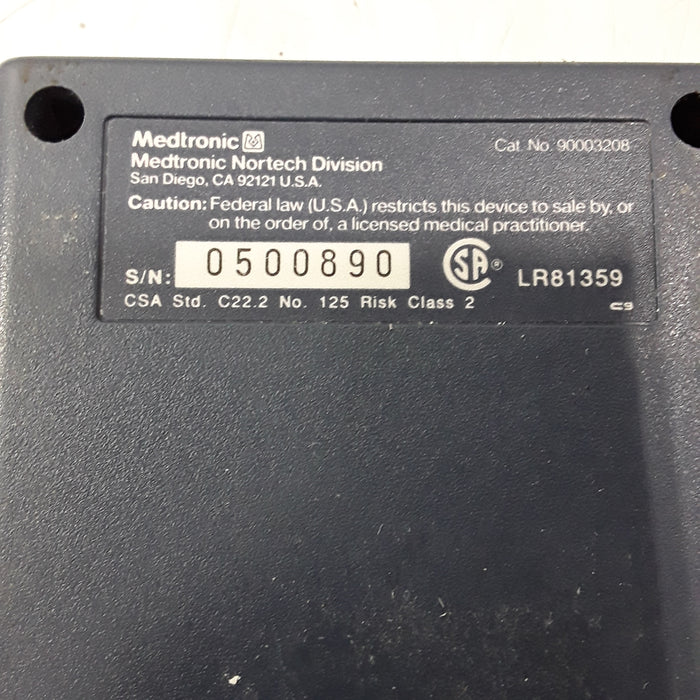 Medtronic
Medtronic Nortech Division
San Diego, CA 92121 U.S.A.
Cat No. 90003208
Caution: Federal law (U.S.A.) restricts this device to sale by, or
on the order of, a licensed medical practitioner.
S/N: 0500890
SA® LR81359
CSA Std. C22.2 No. 125 Risk Class 2